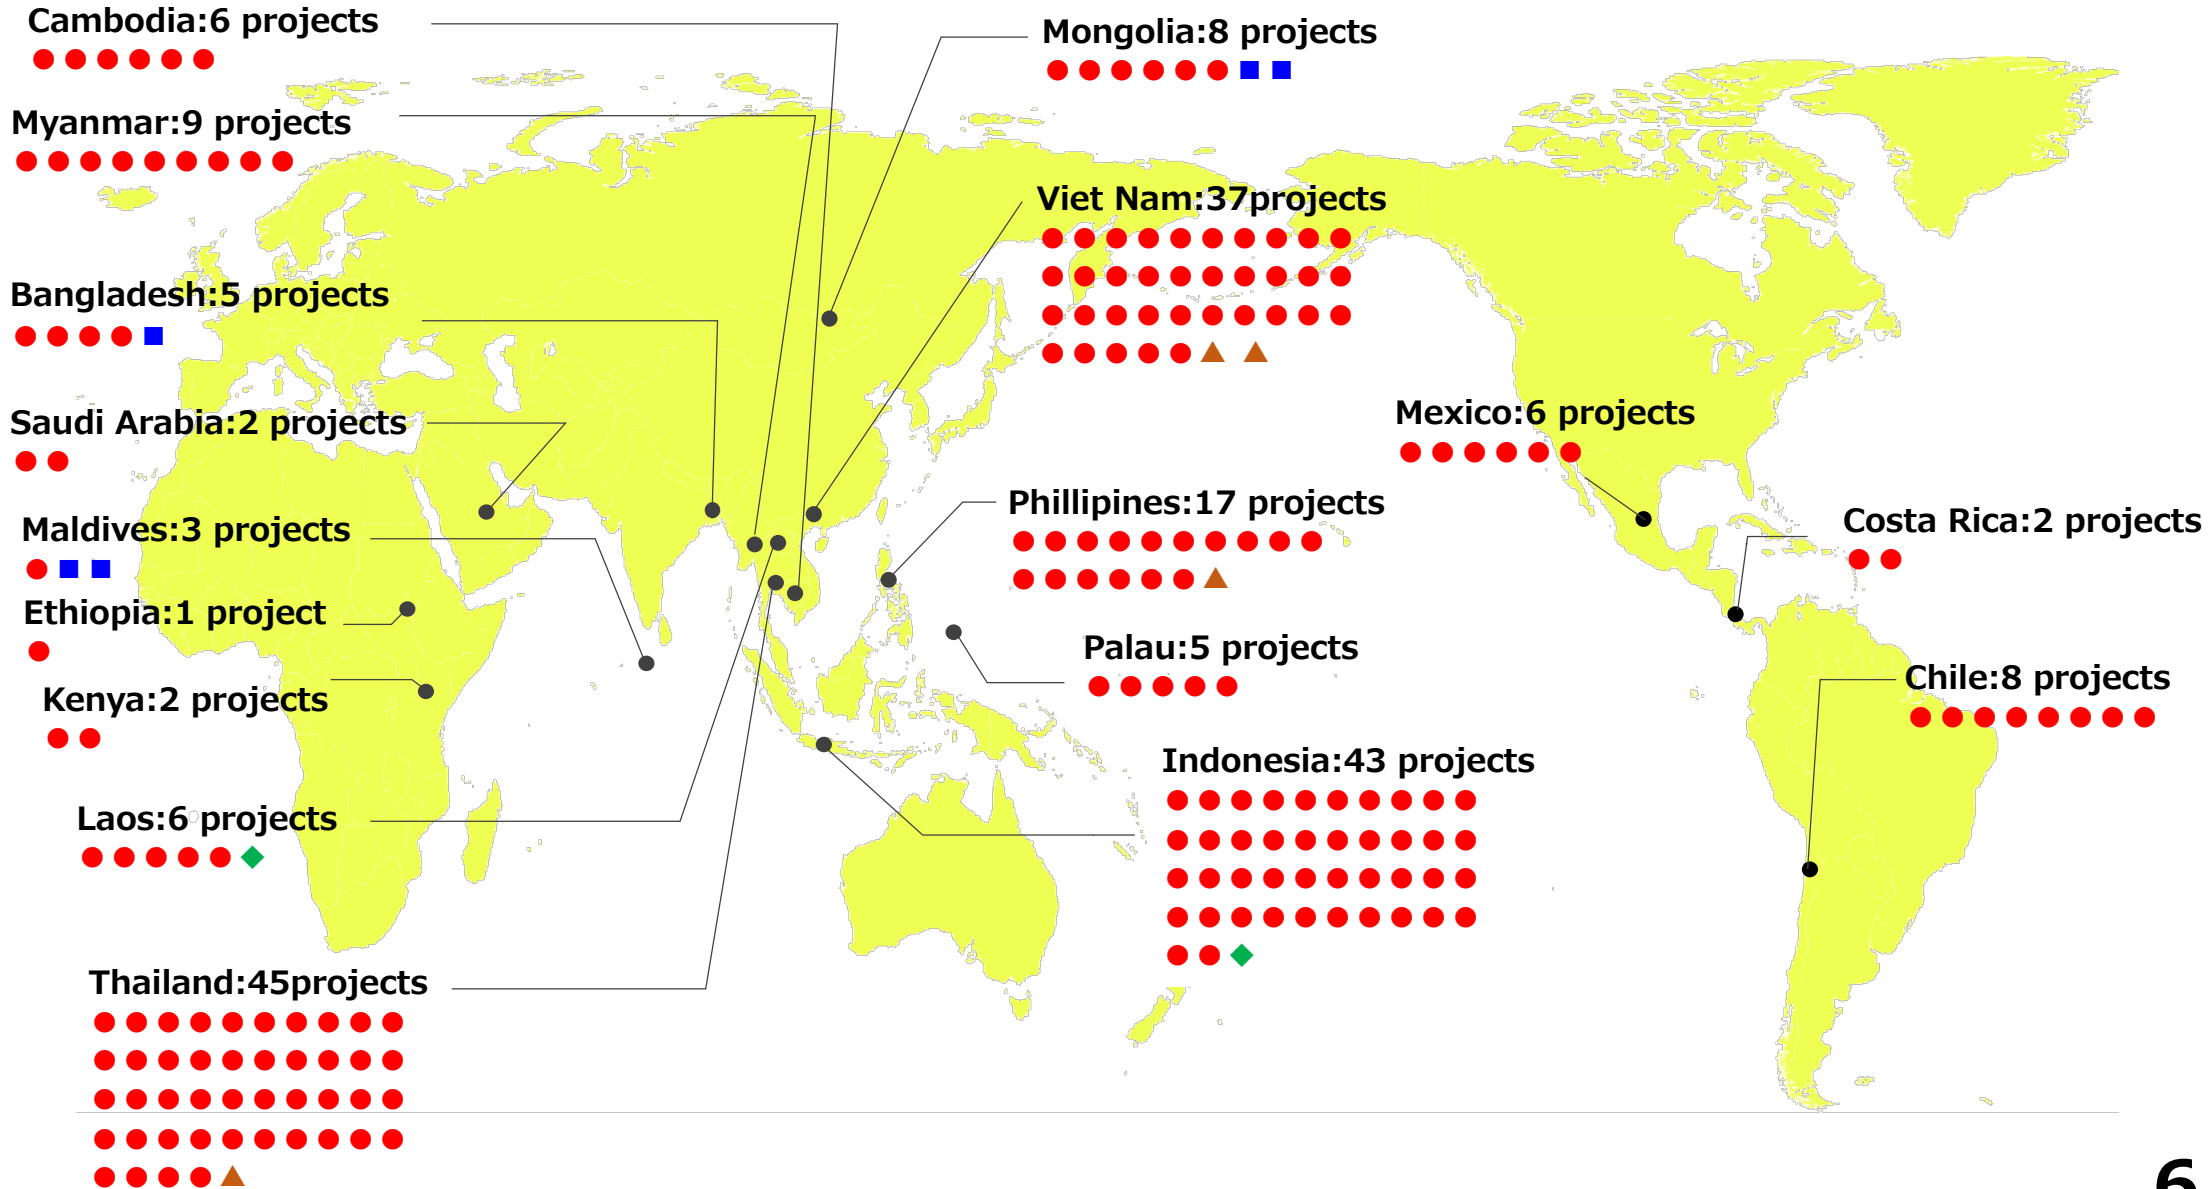 Cambodia:6 projects
Mongolia:8 projects
Myanmar:9 projects
Viet Nam:37projects
Bangladesh:5 projects
Saudi Arabia:2 projects
Mexico:6 projects
Phillipines:17 projects
Costa Rica:2 projects
Maldives:3 projects
Ethiopia:1 project
Palau:5 projects
Chile:8 projects
Kenya:2 projects
Indonesia:43 projects
Laos:6 projects
Thailand:45projects
6